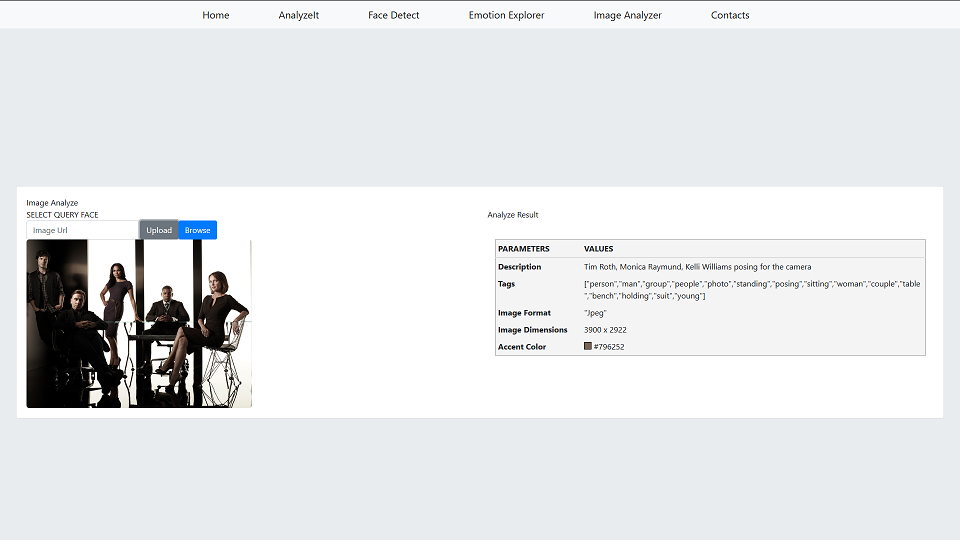 Home AnalyzeIt Face Detect Emotion Explorer Image Analyzer Contacts
Image Analyze
SELECT QUERY FACE
Image Url Upload Browse
Analyze Result
PARAMETERS VALUES
Description Tim Roth, Monica Raymund, Kelli Williams posing for the camera
Tags ["person","man","group","people","photo","standing","posing","sitting","woman","couple","table
","bench","holding","suit","young"]
Image Format "Jpeg"
Image Dimensions 3900 x 2922
Accent Color #796252